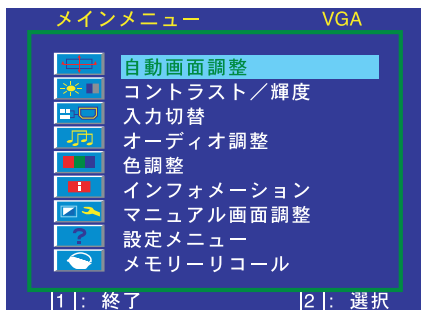 メインメニュー VGA
自動画面調整
コントラスト／輝度
入力切替
オーディオ調整
色調整
インフォメーション
マニュアル画面調整
設定メニュー
メモリーリコール
|1|: 終了 |2|: 選択